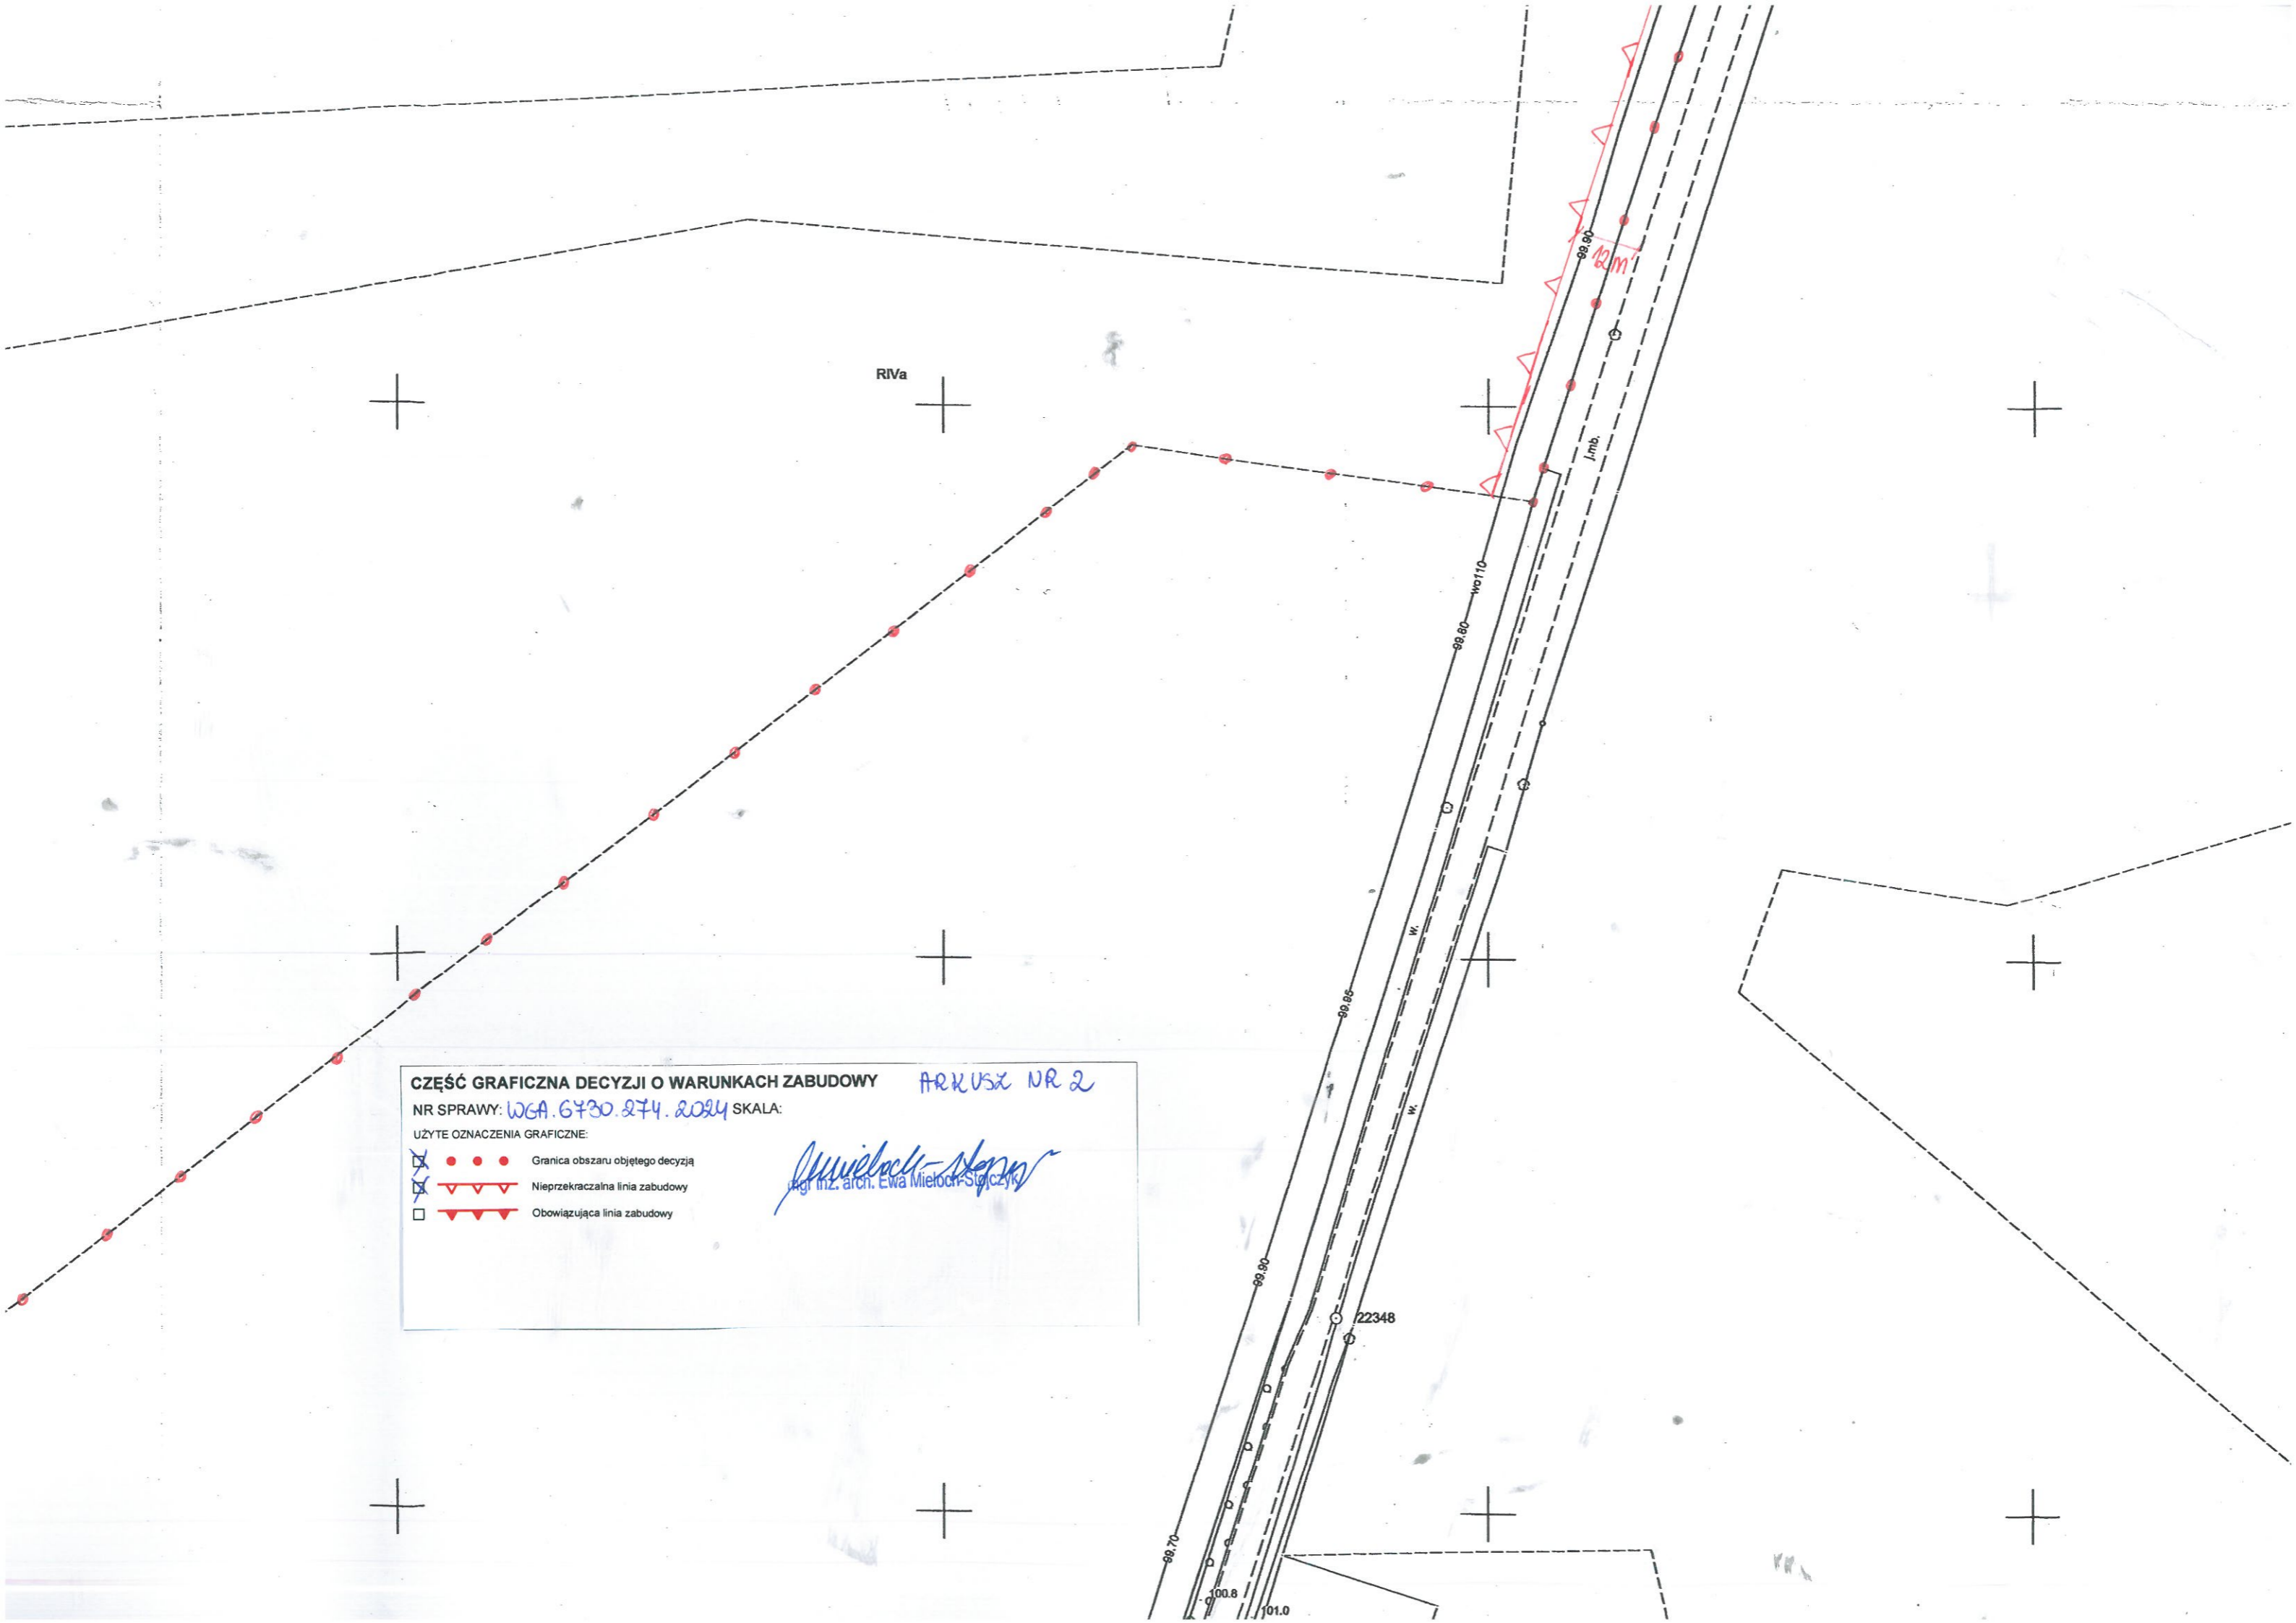 99.90
12m
RIVa
j.mb.
wo110
99.80
w.
99.95
w.
CZĘŚĆ GRAFICZNA DECYZJI O WARUNKACH ZABUDOWY ARKUSZ NR 2
NR SPRAWY: WGA.6730.274.2024 SKALA:
UŻYTE OZNACZENIA GRAFICZNE:
Granica obszaru objętego decyzją
Nieprzekraczalna linia zabudowy
mgr inż. arch. Ewa Mieloch-Stojczyk
Obowiązująca linia zabudowy
99.90
22348
99.70
100.8
101.0